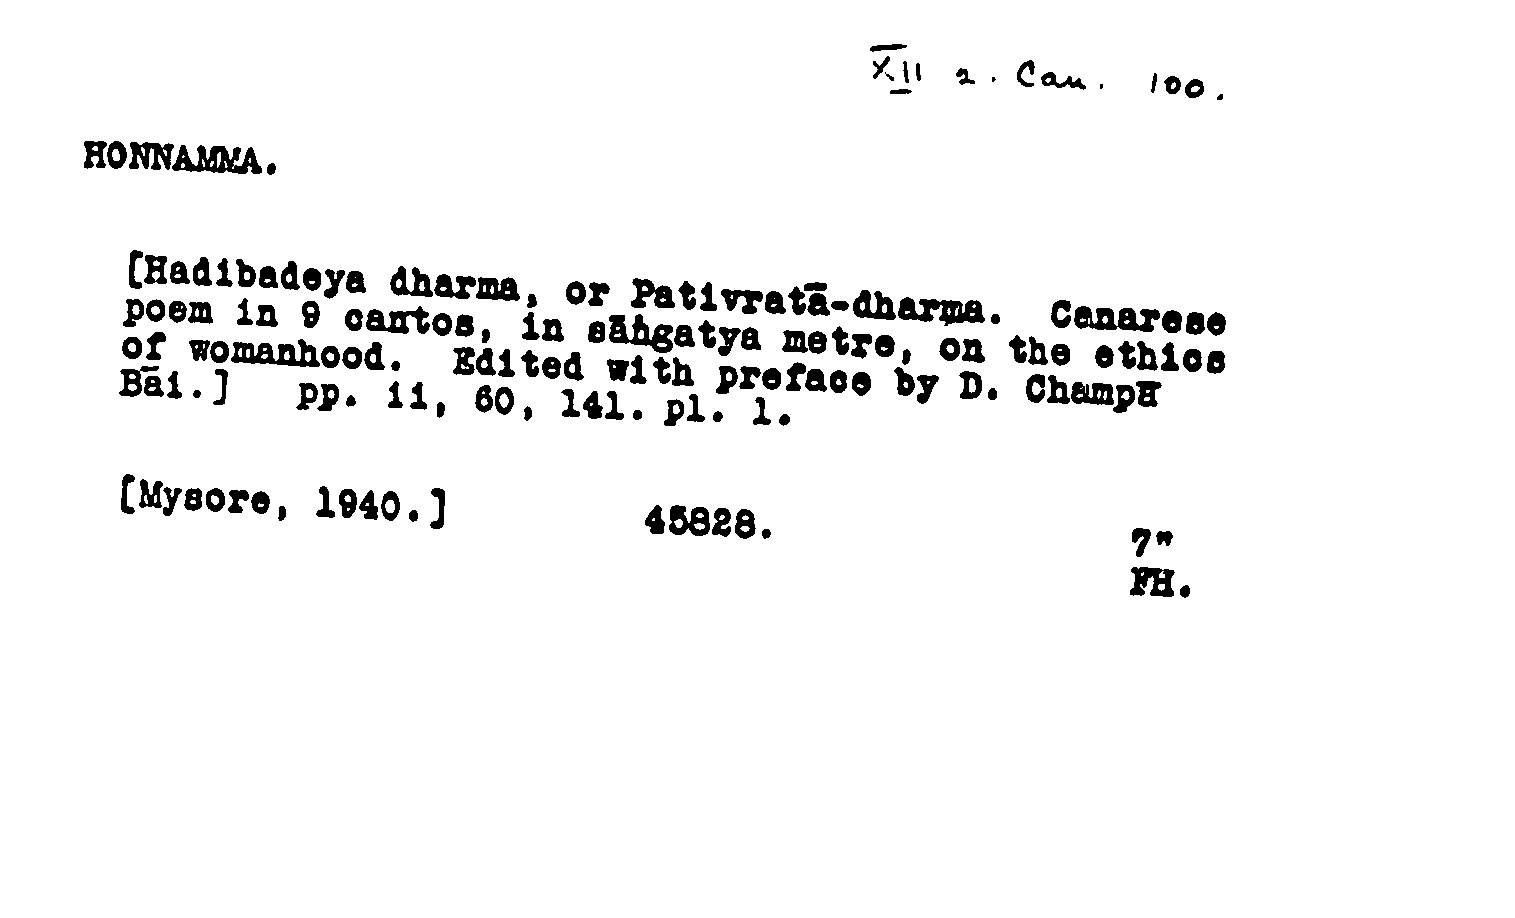 XII 2. Can. 100.
HONNAMMA.
[Hadibadeya dharma, or Pativratā-dharma. Canarese
poem in 9 cantos, in sāṅgatya metre, on the ethics
of womanhood. Edited with preface by D. Champā
Bāi.] pp. ii, 60, 141. pl. 1.
[Mysore, 1940.] 45828.
7"
FH.